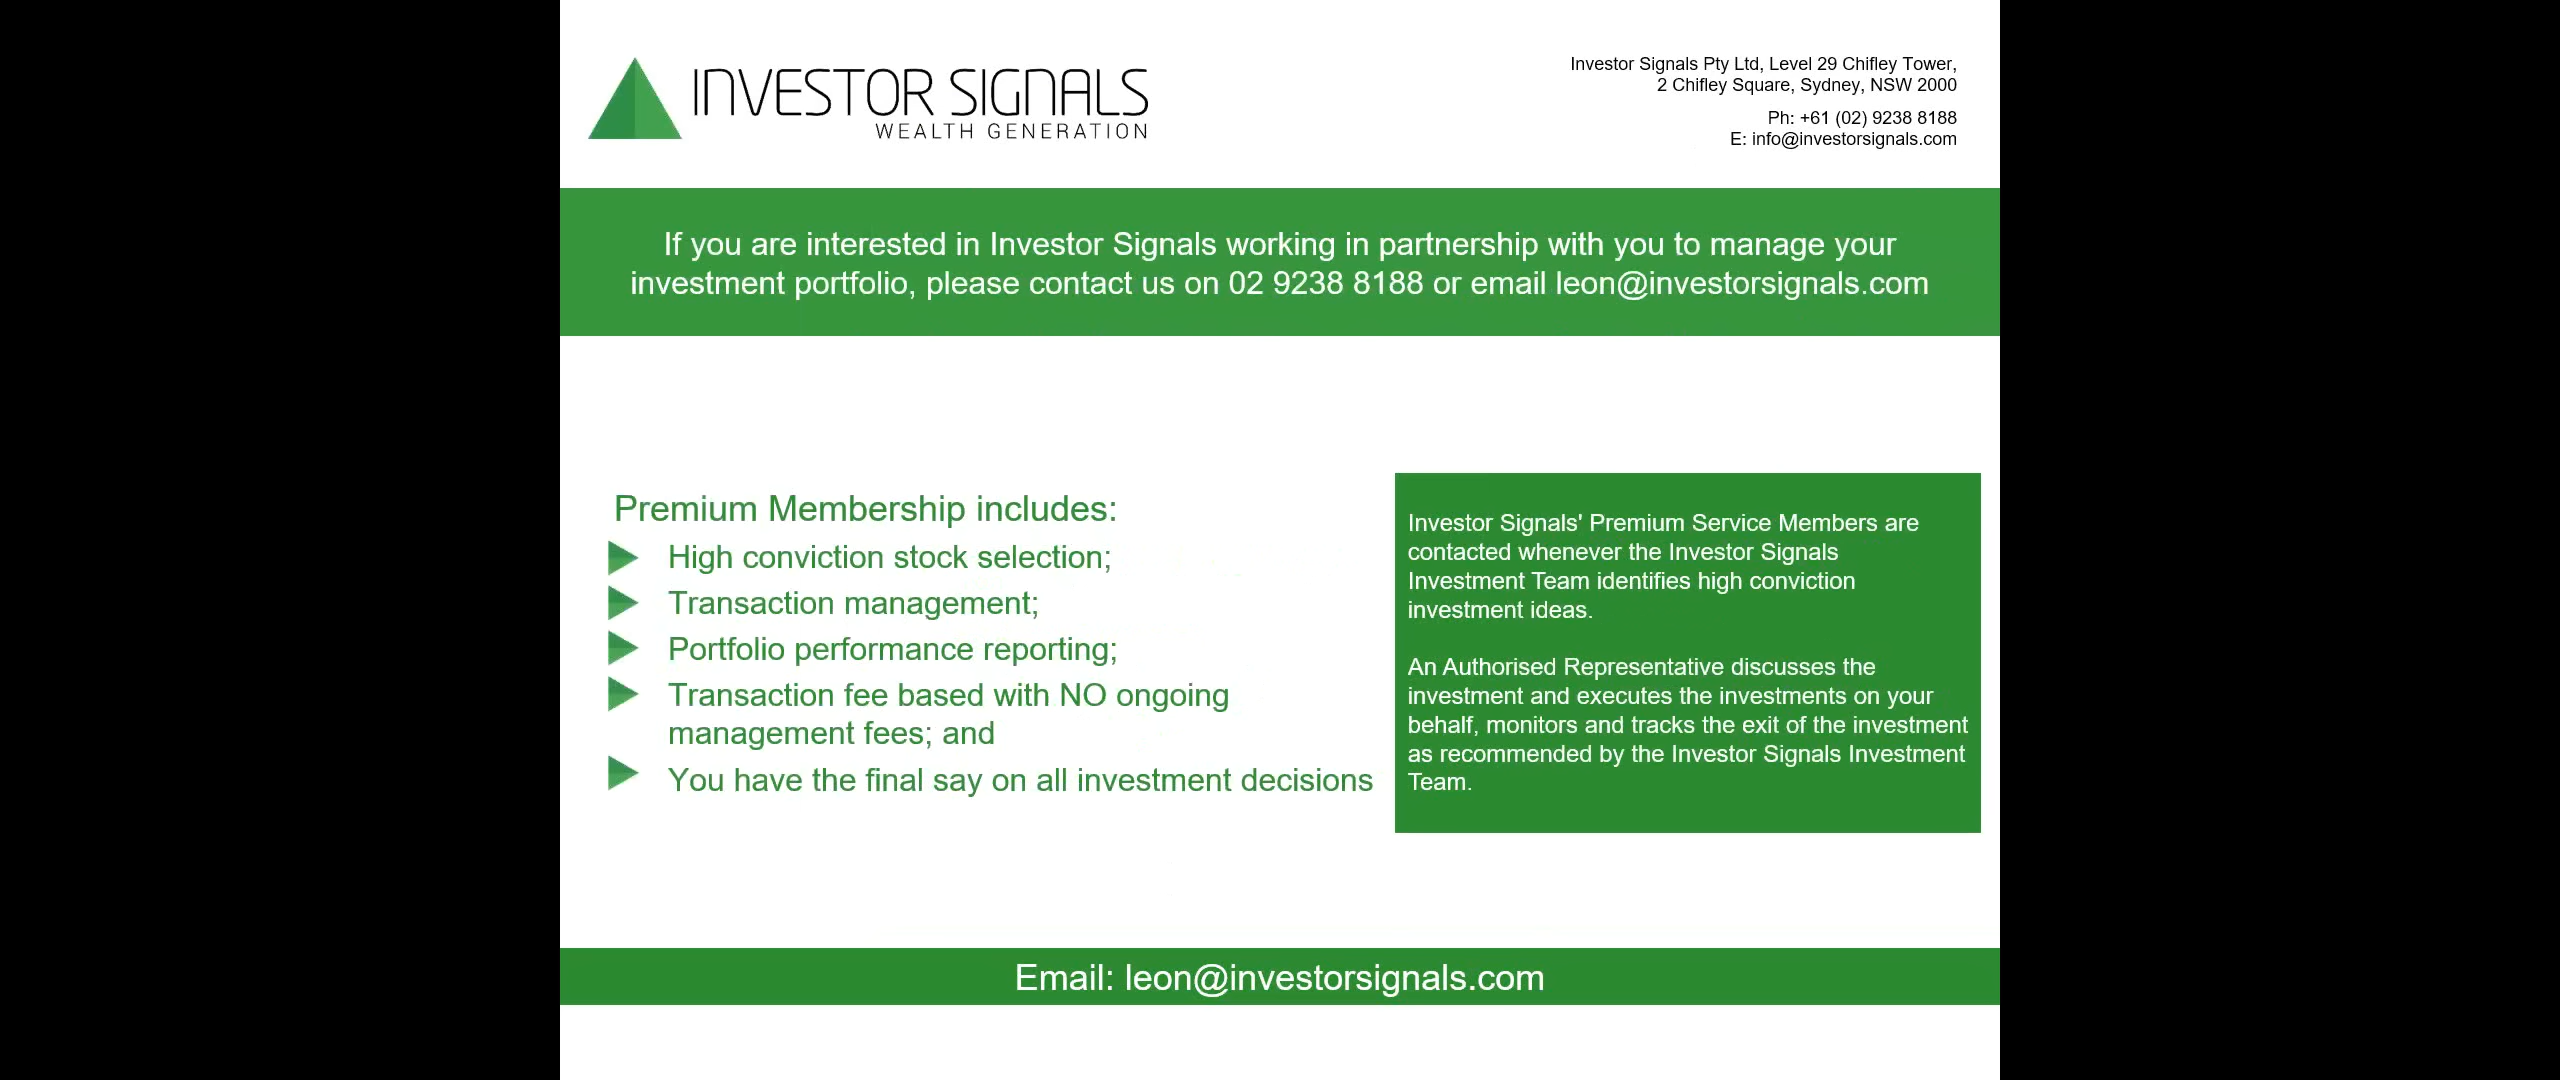 INVESTOR SIGNALS
WEALTH GENERATION
Investor Signals Pty Ltd, Level 29 Chifley Tower,
2 Chifley Square, Sydney, NSW 2000
Ph: +61 (02) 9238 8188
E: info@investorsignals.com
If you are interested in Investor Signals working in partnership with you to manage your
investment portfolio, please contact us on 02 9238 8188 or email leon@investorsignals.com
Premium Membership includes:
High conviction stock selection;
Transaction management;
Portfolio performance reporting;
Transaction fee based with NO ongoing
management fees; and
You have the final say on all investment decisions
Investor Signals' Premium Service Members are
contacted whenever the Investor Signals
Investment Team identifies high conviction
investment ideas.
An Authorised Representative discusses the
investment and executes the investments on your
behalf, monitors and tracks the exit of the investment
as recommended by the Investor Signals Investment
Team.
Email: leon@investorsignals.com